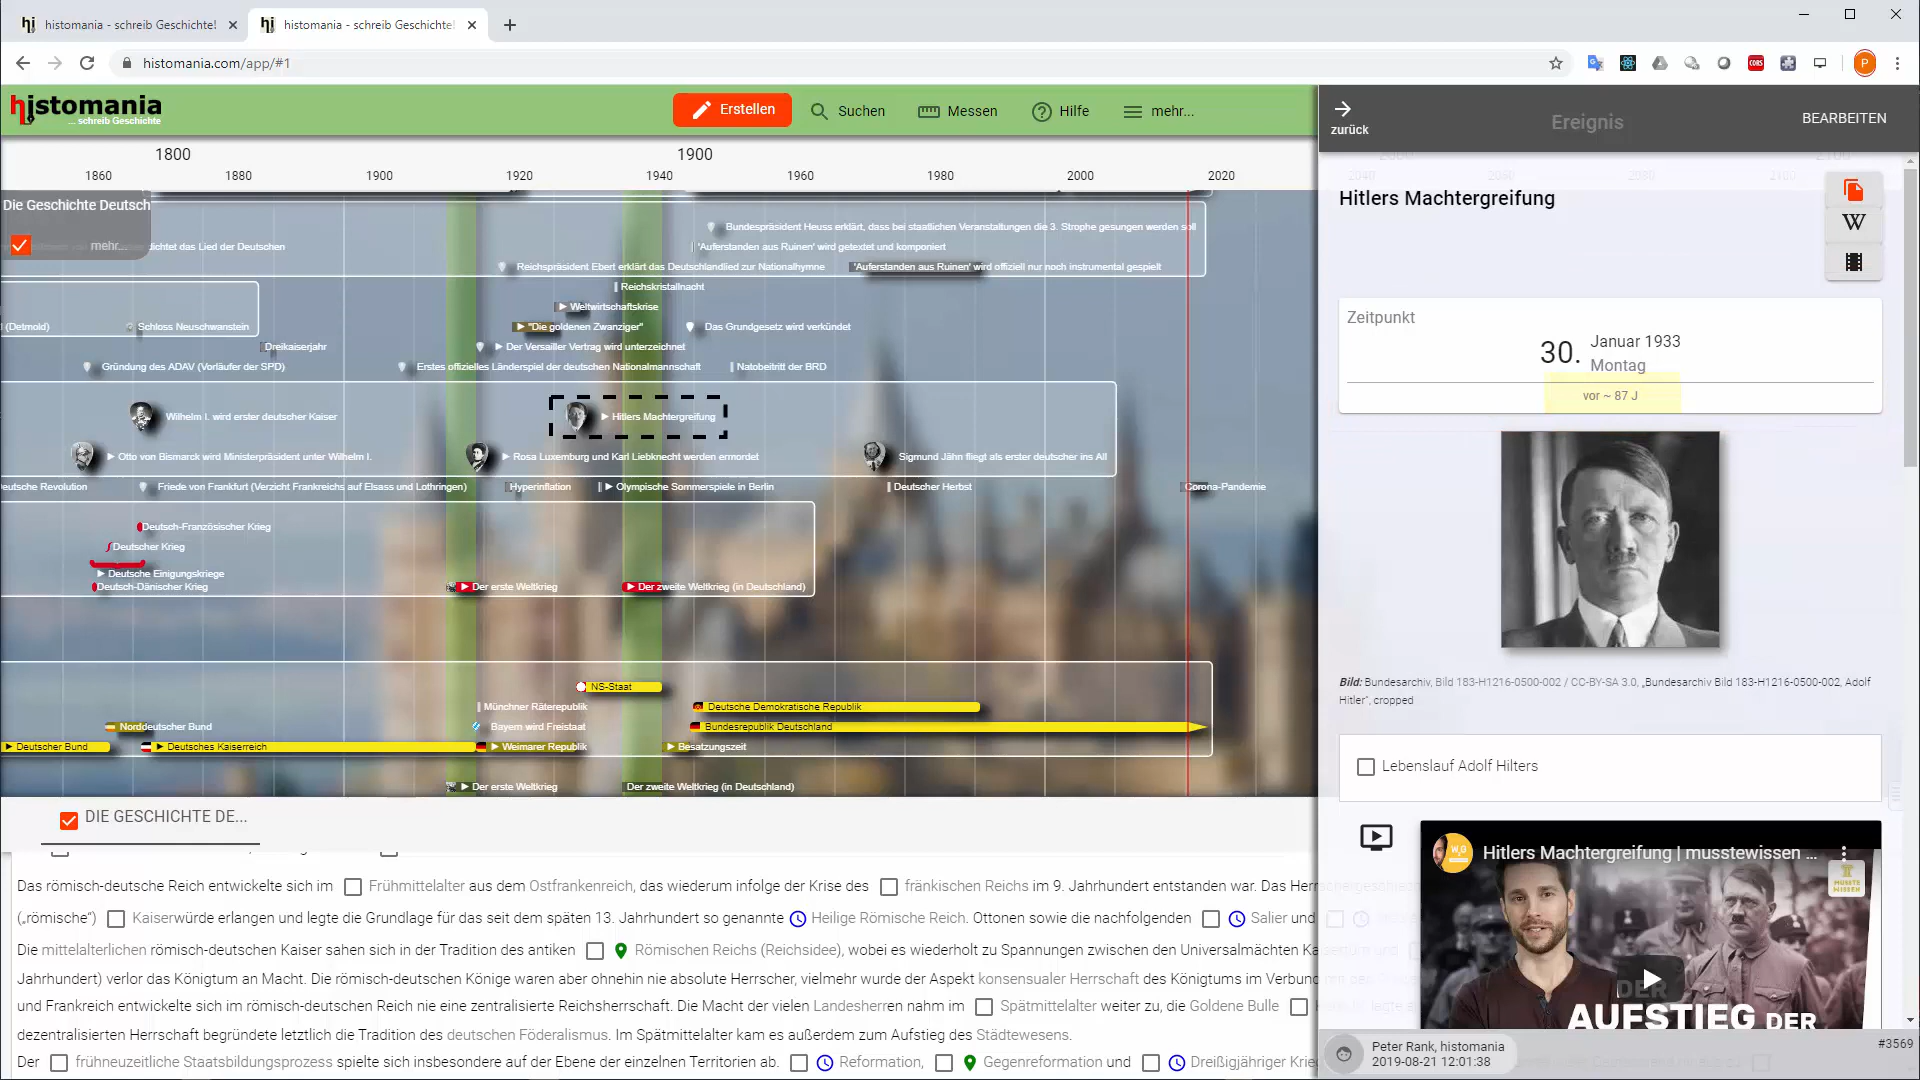 histomania - schreib Geschichte!
histomania - schreib Geschichte!
histomania.com/app/#1
histomania
... schreib Geschichte
Erstellen
Suchen
Messen
Hilfe
mehr...
zurück
Ereignis
BEARBEITEN
1800
1900
1860
1880
1900
1920
1940
1960
1980
2000
2020
Die Geschichte Deutsch
mehr...
dichtet das Lied der Deutschen
Bundespräsident Heuss erklärt, dass bei staatlichen Veranstaltungen die 3. Strophe gesungen werden soll
'Auferstanden aus Ruinen' wird getextet und komponiert
Reichspräsident Ebert erklärt das Deutschlandlied zur Nationalhymne
'Auferstanden aus Ruinen' wird offiziell nur noch instrumental gespielt
Reichskristallnacht
Weltwirtschaftskrise
(Detmold)
Schloss Neuschwanstein
"Die goldenen Zwanziger"
Das Grundgesetz wird verkündet
Dreikaiserjahr
Der Versailler Vertrag wird unterzeichnet
Gründung des ADAV (Vorläufer der SPD)
Erstes offizielles Länderspiel der deutschen Nationalmannschaft
Natobeitritt der BRD
Wilhelm I. wird erster deutscher Kaiser
Hitlers Machtergreifung
Otto von Bismarck wird Ministerpräsident unter Wilhelm I.
Rosa Luxemburg und Karl Liebknecht werden ermordet
Sigmund Jähn fliegt als erster deutscher ins All
eutsche Revolution
Friede von Frankfurt (Verzicht Frankreichs auf Elsass und Lothringen)
Hyperinflation
Olympische Sommerspiele in Berlin
Deutscher Herbst
Corona-Pandemie
Deutsch-Französischer Krieg
Deutscher Krieg
Deutsche Einigungskriege
Deutsch-Dänischer Krieg
Der erste Weltkrieg
Der zweite Weltkrieg (in Deutschland)
NS-Staat
Münchner Räterepublik
Deutsche Demokratische Republik
Norddeutscher Bund
Bayern wird Freistaat
Bundesrepublik Deutschland
Deutscher Bund
Deutsches Kaiserreich
Weimarer Republik
Besatzungszeit
Der erste Weltkrieg
Der zweite Weltkrieg (in Deutschland)
DIE GESCHICHTE DE...
Das römisch-deutsche Reich entwickelte sich im Frühmittelalter aus dem Ostfrankenreich, das wiederum infolge der Krise des fränkischen Reichs im 9. Jahrhundert entstanden war. Das
(„römische“) Kaiserwürde erlangen und legte die Grundlage für das seit dem späten 13. Jahrhundert so genannte Heilige Römische Reich. Ottonen sowie die nachfolgenden Salier und
Die mittelalterlichen römisch-deutschen Kaiser sahen sich in der Tradition des antiken Römischen Reichs (Reichsidee), wobei es wiederholt zu Spannungen zwischen den Universalmächten Kaisertum und
Jahrhundert) verlor das Königtum an Macht. Die römisch-deutschen Könige waren aber ohnehin nie absolute Herrscher, vielmehr wurde der Aspekt konsensualer Herrschaft des Königtums im Verbund
und Frankreich entwickelte sich im römisch-deutschen Reich nie eine zentralisierte Reichsherrschaft. Die Macht der vielen Landesherren nahm im Spätmittelalter weiter zu, die Goldene Bulle
dezentralisierten Herrschaft begründete letztlich die Tradition des deutschen Föderalismus. Im Spätmittelalter kam es außerdem zum Aufstieg des Städtewesens.
Der frühneuzeitliche Staatsbildungsprozess spielte sich insbesondere auf der Ebene der einzelnen Territorien ab. Reformation, Gegenreformation und Dreißigjähriger
Hitlers Machtergreifung
W
Zeitpunkt
30. Januar 1933
Montag
vor ~ 87 J
Bild: Bundesarchiv, Bild 183-H1216-0500-002 / CC-BY-SA 3.0, „Bundesarchiv Bild 183-H1216-0500-002, Adolf
Hitler“, cropped
Lebenslauf Adolf Hilters
Hitlers Machtergreifung | musstewissen ...
MUSSTE
WISSEN
DER
AUFSTIEG DER
Peter Rank, histomania
2019-08-21 12:01:38
#3569